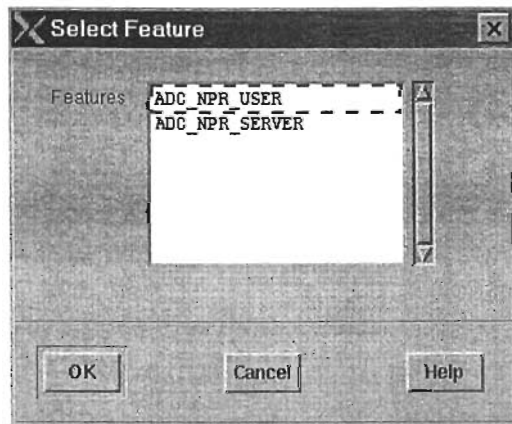 Select Feature
Features
ADC_NPR_USER
ADC_NPR_SERVER
OK
Cancel
Help